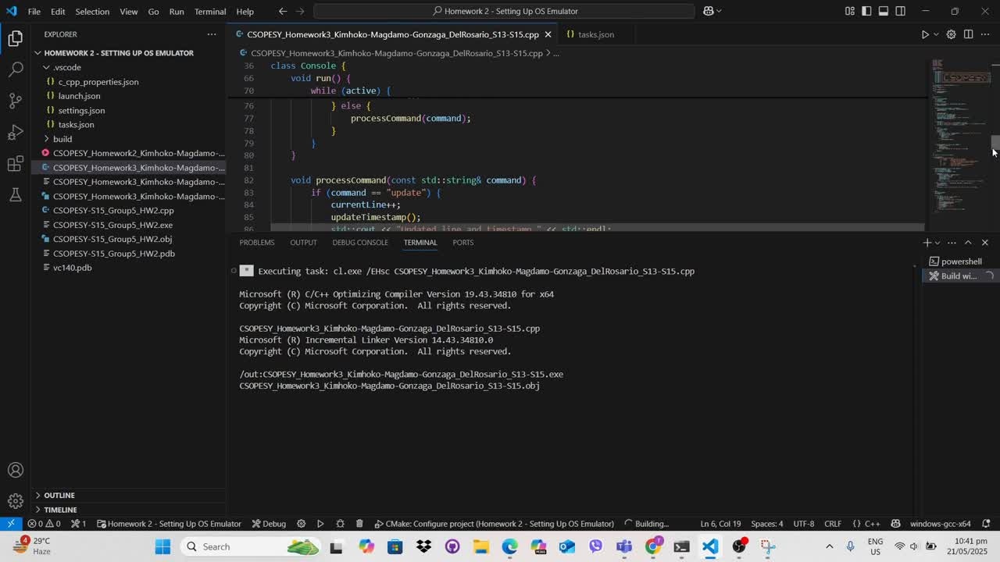 File Edit Selection View Go Run Terminal Help
Homework 2 - Setting Up OS Emulator
EXPLORER
HOMEWORK 2 - SETTING UP OS EMULATOR
.vscode
c_cpp_properties.json
launch.json
settings.json
tasks.json
build
CSOPESY_Homework2_Kimhoko-Magdamo-...
CSOPESY_Homework3_Kimhoko-Magdamo-...
CSOPESY_Homework3_Kimhoko-Magdamo-...
CSOPESY_Homework3_Kimhoko-Magdamo-...
CSOPESY-S15_Group5_HW2.cpp
CSOPESY-S15_Group5_HW2.exe
CSOPESY-S15_Group5_HW2.obj
CSOPESY-S15_Group5_HW2.pdb
vc140.pdb
OUTLINE
TIMELINE
CSOPESY_Homework3_Kimhoko-Magdamo-Gonzaga_DelRosario_S13-S15.cpp
tasks.json
CSOPESY_Homework3_Kimhoko-Magdamo-Gonzaga_DelRosario_S13-S15.cpp > ...
36 class Console {
66 void run() {
70 while (active) {
76 } else {
77 processCommand(command);
78 }
79 }
80 }
81
82 void processCommand(const std::string& command) {
83 if (command == "update") {
84 currentLine++;
85 updateTimestamp();
86 std::cout << "Updated line and timestamp." << std::endl;
PROBLEMS OUTPUT DEBUG CONSOLE TERMINAL PORTS
powershell
Build wi...
* Executing task: cl.exe /EHsc CSOPESY_Homework3_Kimhoko-Magdamo-Gonzaga_DelRosario_S13-S15.cpp
Microsoft (R) C/C++ Optimizing Compiler Version 19.43.34810 for x64
Copyright (C) Microsoft Corporation. All rights reserved.
CSOPESY_Homework3_Kimhoko-Magdamo-Gonzaga_DelRosario_S13-S15.cpp
Microsoft (R) Incremental Linker Version 14.43.34810.0
Copyright (C) Microsoft Corporation. All rights reserved.
/out:CSOPESY_Homework3_Kimhoko-Magdamo-Gonzaga_DelRosario_S13-S15.exe
CSOPESY_Homework3_Kimhoko-Magdamo-Gonzaga_DelRosario_S13-S15.obj
0 0 1 Homework 2 - Setting Up OS Emulator Debug CMake: Configure project (Homework 2 - Setting Up OS Emulator) Building... Ln 6, Col 19 Spaces: 4 UTF-8 CRLF {} C++ windows-gcc-x64
4 29°C
Haze
Search
ENG
US
10:41 pm
21/05/2025